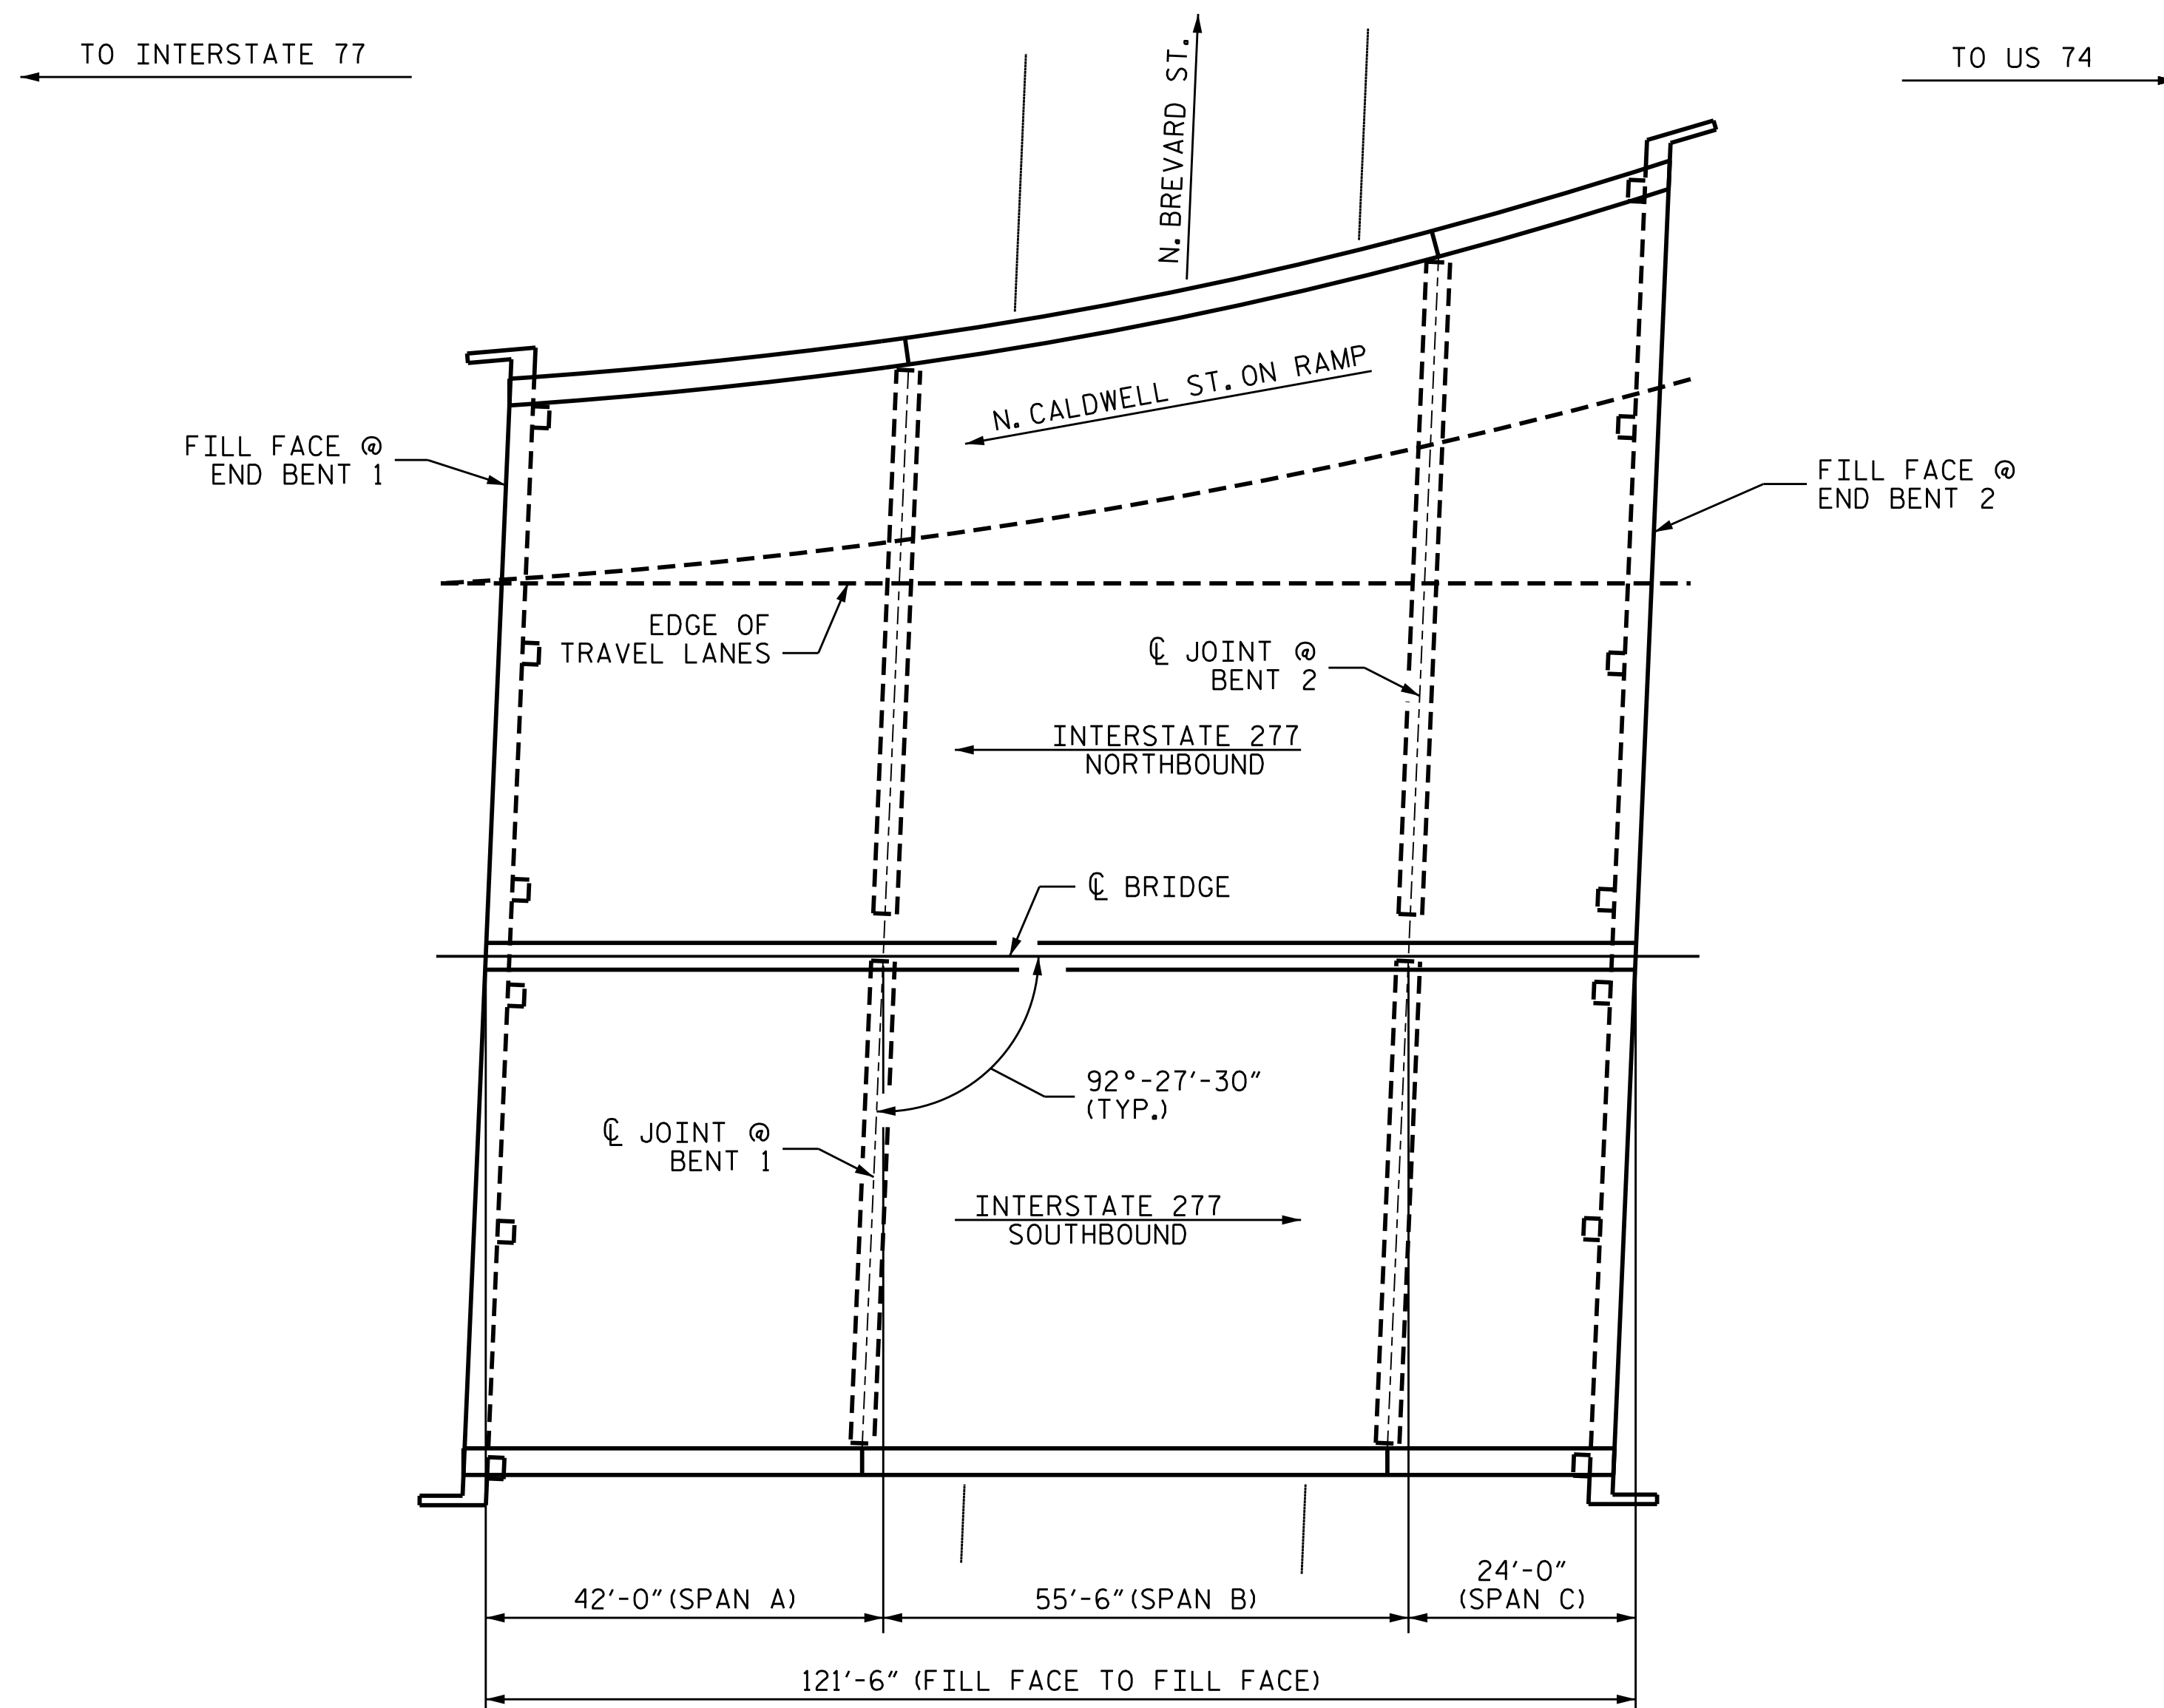 TO INTERSTATE 77
TO US 74
N. BREVARD ST.
N. CALDWELL ST. ON RAMP
FILL FACE @
END BENT 1
FILL FACE @
END BENT 2
EDGE OF
TRAVEL LANES
℄ JOINT @
BENT 2
INTERSTATE 277
NORTHBOUND
℄ BRIDGE
92°-27'-30"
(TYP.)
℄ JOINT @
BENT 1
INTERSTATE 277
SOUTHBOUND
42'-0" (SPAN A)
55'-6" (SPAN B)
24'-0"
(SPAN C)
121'-6" (FILL FACE TO FILL FACE)